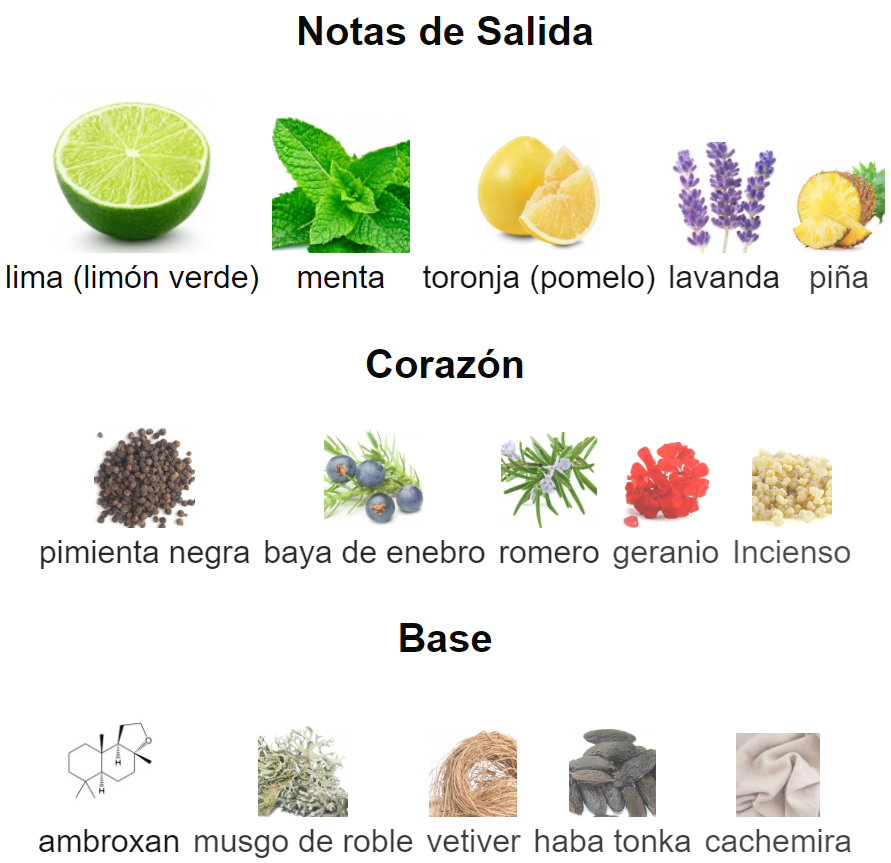 Notas de Salida
lima (limón verde) menta toronja (pomelo) lavanda piña
Corazón
pimienta negra baya de enebro romero geranio Incienso
Base
O
H
H
ambroxan musgo de roble vetiver haba tonka cachemira